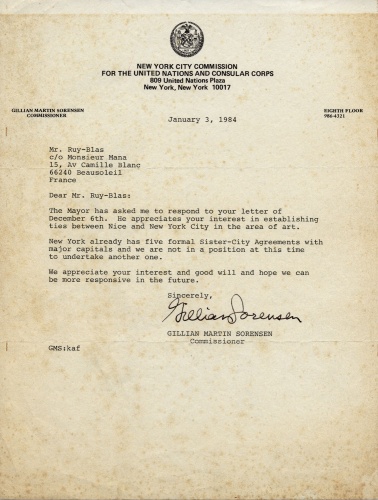 NEW YORK CITY COMMISSION
FOR THE UNITED NATIONS AND CONSULAR CORPS
809 United Nations Plaza
New York, New York 10017
GILLIAN MARTIN SORENSEN
COMMISSIONER
EIGHTH FLOOR
986-4321
January 3, 1984
Mr. Ruy-Blas
c/o Monsieur Mana
15, Av Camille Blanc
66240 Beausoleil
France
Dear Mr. Ruy-Blas:
The Mayor has asked me to respond to your letter of
December 6th. He appreciates your interest in establishing
ties between Nice and New York City in the area of art.
New York already has five formal Sister-City Agreements with
major capitals and we are not in a position at this time
to undertake another one.
We appreciate your interest and good will and hope we can
be more responsive in the future.
Sincerely,
Gillian Sorensen
GILLIAN MARTIN SORENSEN
Commissioner
GMS:kaf